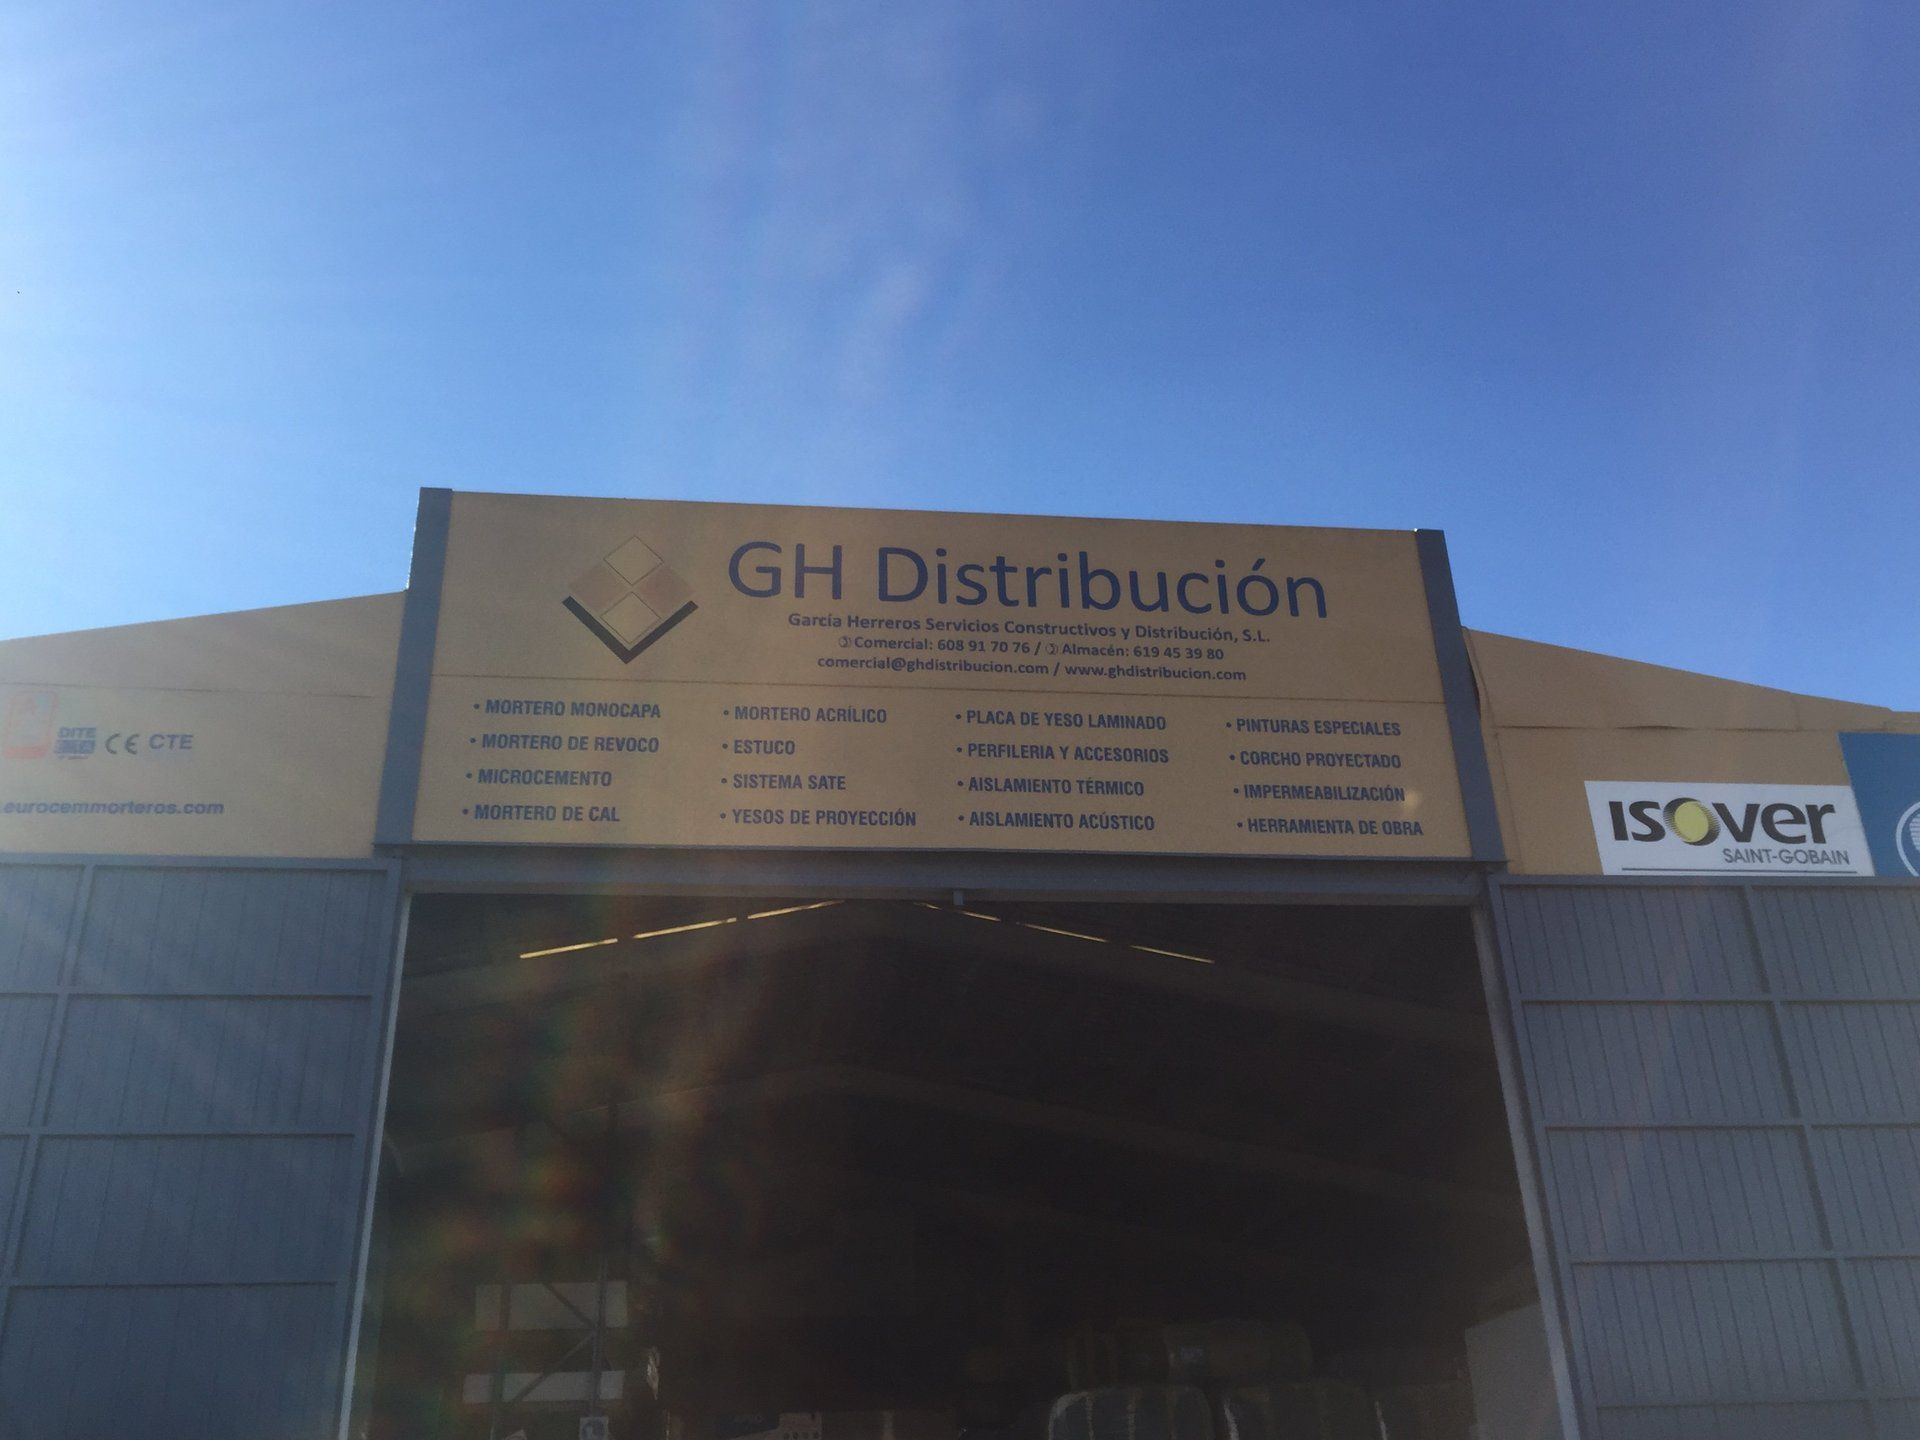 GH Distribución
García Herreros Servicios Constructivos y Distribución, S.L.
Comercial: 608 91 70 76 / Almacén: 619 45 39 80
comercial@ghdistribucion.com / www.ghdistribucion.com
• MORTERO MONOCAPA
• MORTERO DE REVOCO
• MICROCEMENTO
• MORTERO DE CAL
• MORTERO ACRÍLICO
• ESTUCO
• SISTEMA SATE
• YESOS DE PROYECCIÓN
• PLACA DE YESO LAMINADO
• PERFILERIA Y ACCESORIOS
• AISLAMIENTO TÉRMICO
• AISLAMIENTO ACÚSTICO
• PINTURAS ESPECIALES
• CORCHO PROYECTADO
• IMPERMEABILIZACIÓN
• HERRAMIENTA DE OBRA
DITE
CE CTE
eurocemmorteros.com
ISOVER
SAINT-GOBAIN